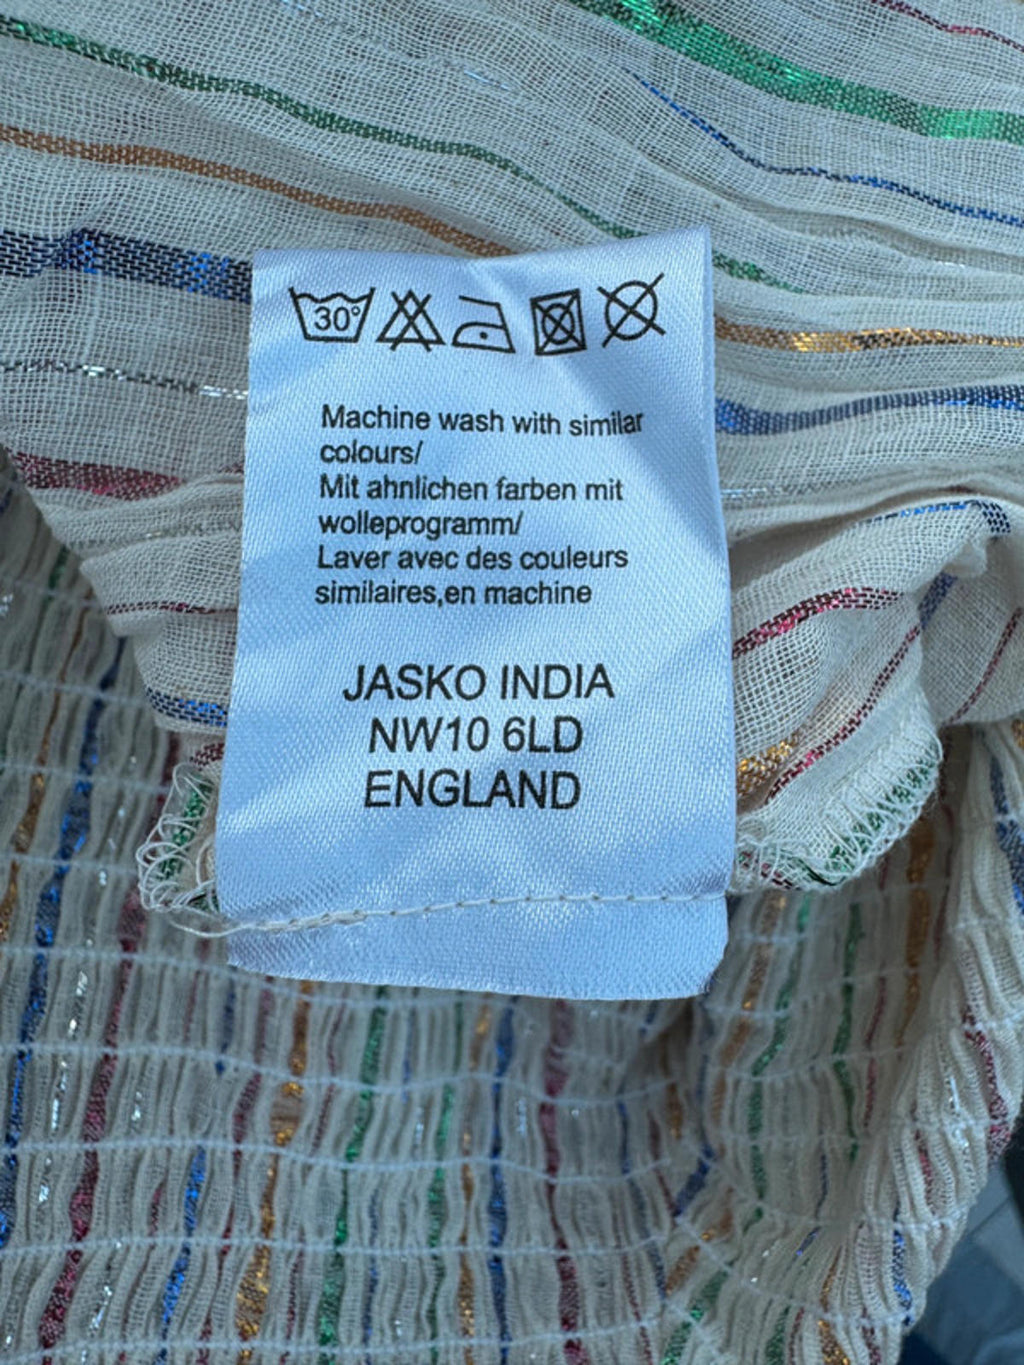 30°
Machine wash with similar
colours/
Mit ahnlichen farben mit
wolleprogramm/
Laver avec des couleurs
similaires,en machine
JASKO INDIA
NW10 6LD
ENGLAND